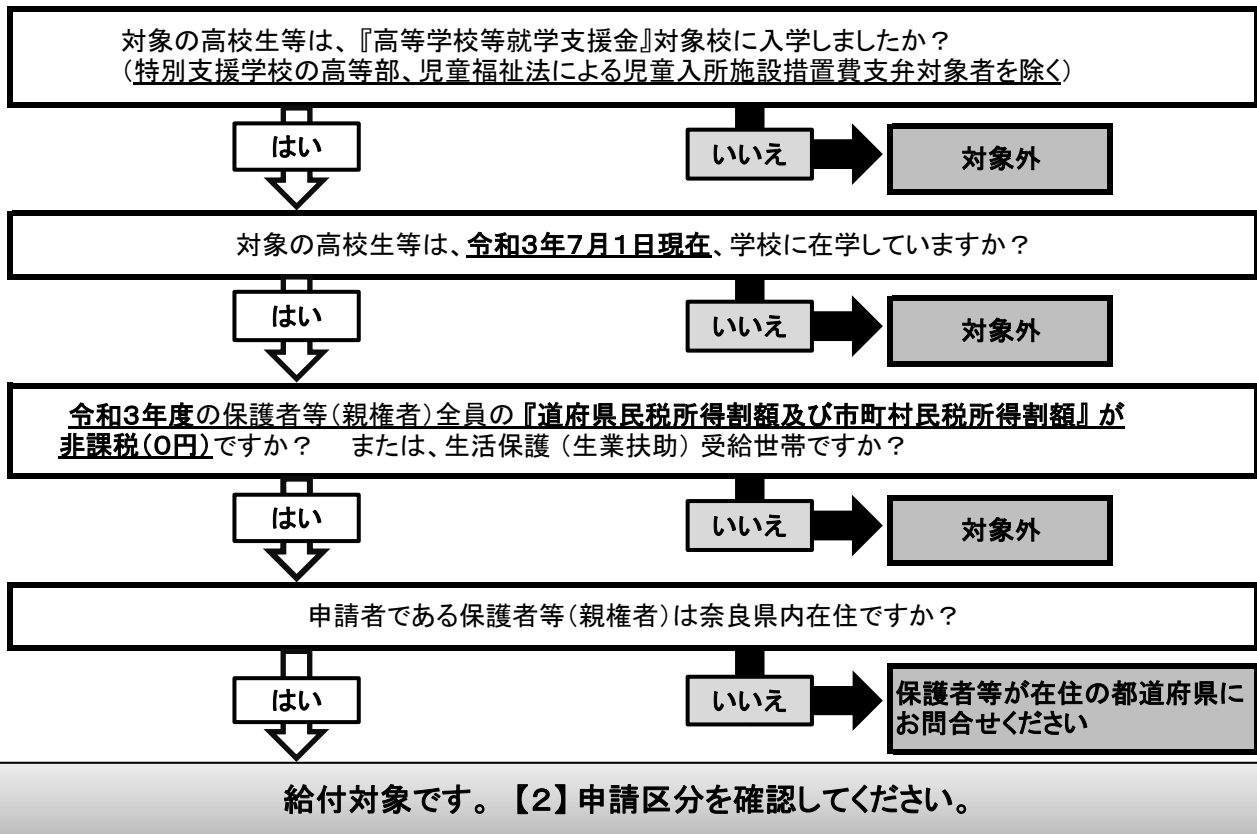 対象の高校生等は、『高等学校等就学支援金』対象校に入学しましたか？
（特別支援学校の高等部、児童福祉法による児童入所施設措置費支弁対象者を除く）
はい
いいえ
対象外
対象の高校生等は、令和3年7月1日現在、学校に在学していますか？
はい
いいえ
対象外
令和3年度の保護者等（親権者）全員の『道府県民税所得割額及び市町村民税所得割額』が
非課税（0円）ですか？　または、生活保護（生業扶助）受給世帯ですか？
はい
いいえ
対象外
申請者である保護者等（親権者）は奈良県内在住ですか？
はい
いいえ
保護者等が在住の都道府県に
お問合せください
給付対象です。【2】申請区分を確認してください。